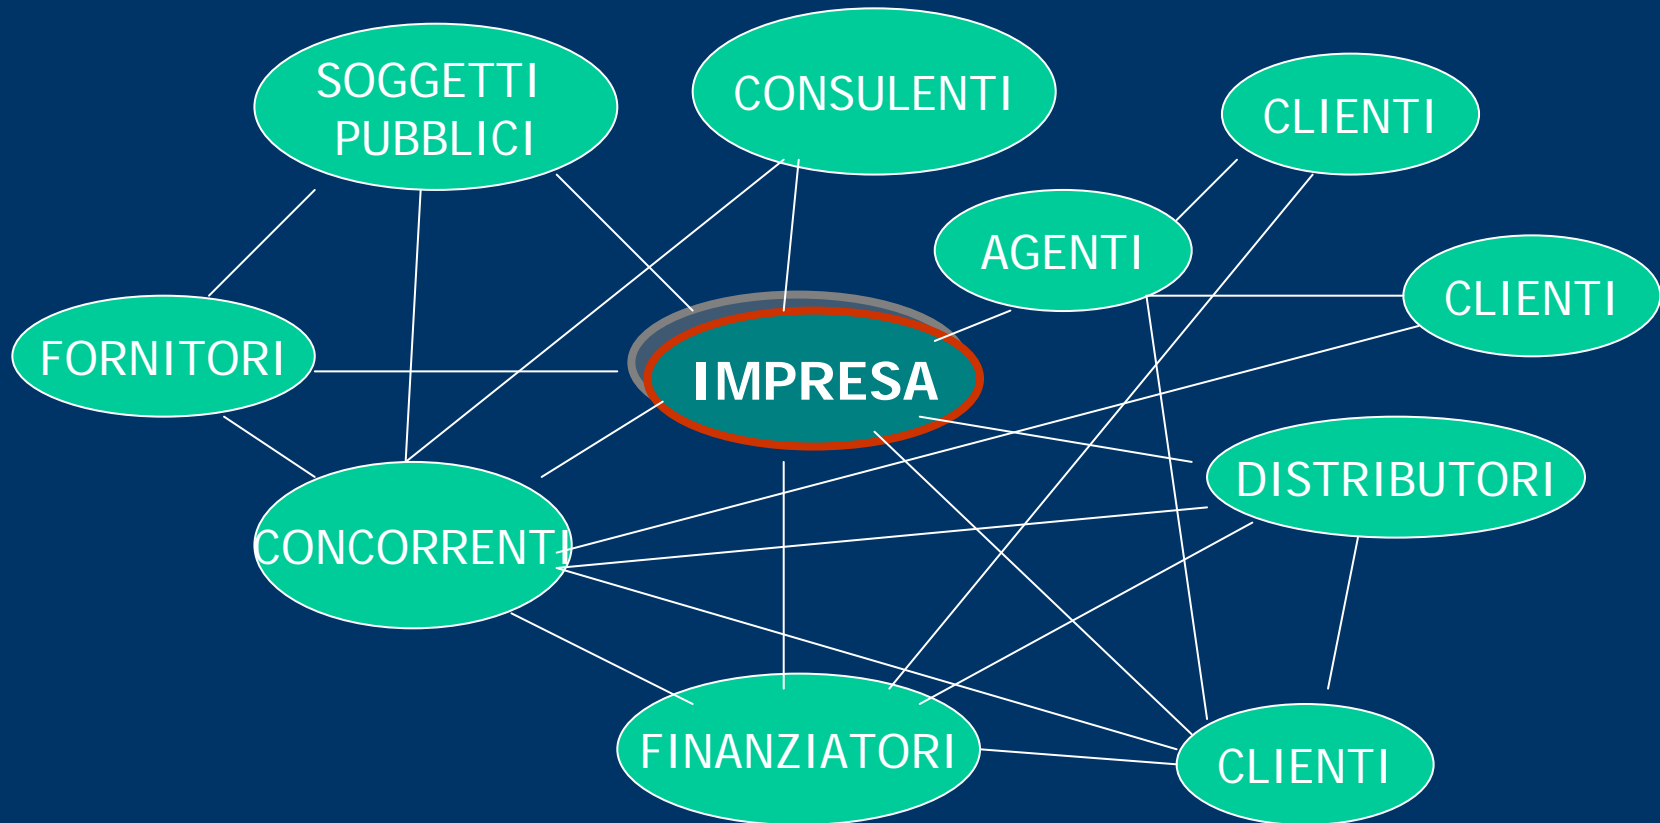 SOGGETTI
PUBBLICI
CONSULENTI
CLIENTI
AGENTI
CLIENTI
FORNITORI
IMPRESA
DISTRIBUTORI
CONCORRENTI
FINANZIATORI
CLIENTI